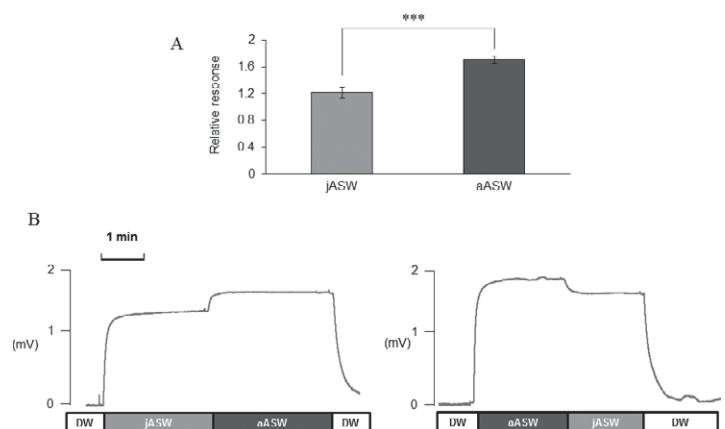 A
***
Relative response
2
1.6
1.2
0.8
0 4
0
jASW
aASW
B
1 min
2
1
0
(mV)
DW
jASW
aASW
DW
2
1
0
(mV)
DW
aASW
jASW
DW